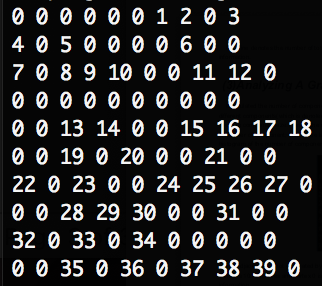 0 0 0 0 0 0 1 2 0 3
4 0 5 0 0 0 0 6 0 0
7 0 8 9 10 0 0 11 12 0
0 0 0 0 0 0 0 0 0 0
0 0 13 14 0 0 15 16 17 18
0 0 19 0 20 0 0 21 0 0
22 0 23 0 0 24 25 26 27 0
0 0 28 29 30 0 0 31 0 0
32 0 33 0 34 0 0 0 0 0
0 0 35 0 36 0 37 38 39 0